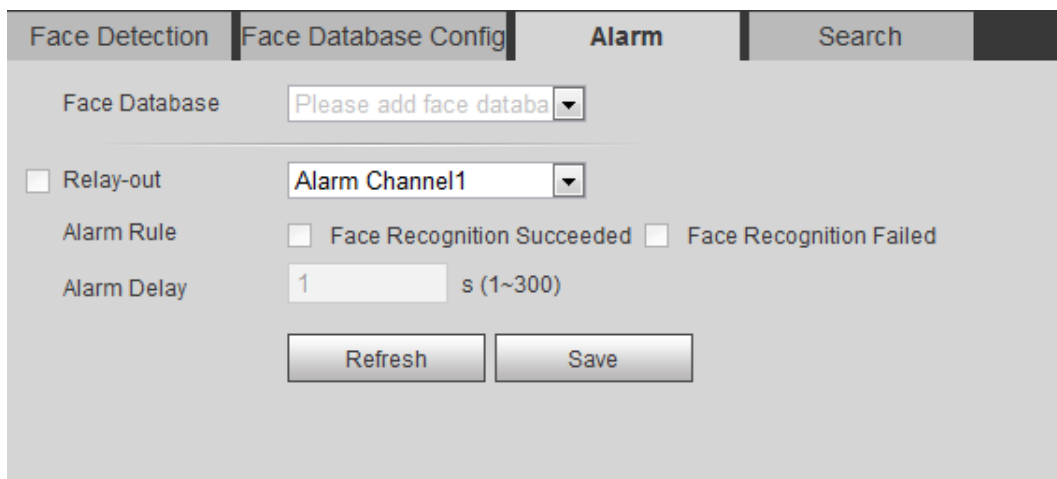 Face Detection Face Database Config Alarm Search
Face Database Please add face databa
Relay-out Alarm Channel1
Alarm Rule Face Recognition Succeeded Face Recognition Failed
Alarm Delay 1 s (1~300)
Refresh Save